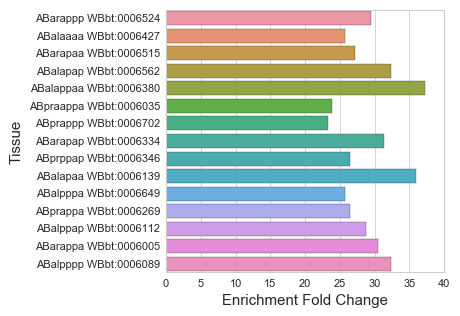 ABarappp WBbt:0006524
ABalaaaa WBbt:0006427
ABarapaa WBbt:0006515
ABalapap WBbt:0006562
ABalappaa WBbt:0006380
ABpraappa WBbt:0006035
ABprappp WBbt:0006702
ABarapap WBbt:0006334
ABprppap WBbt:0006346
ABalapaa WBbt:0006139
ABalpppa WBbt:0006649
ABprappa WBbt:0006269
ABalppap WBbt:0006112
ABarappa WBbt:0006005
ABalpppp WBbt:0006089
Tissue
0 5 10 15 20 25 30 35 40
Enrichment Fold Change